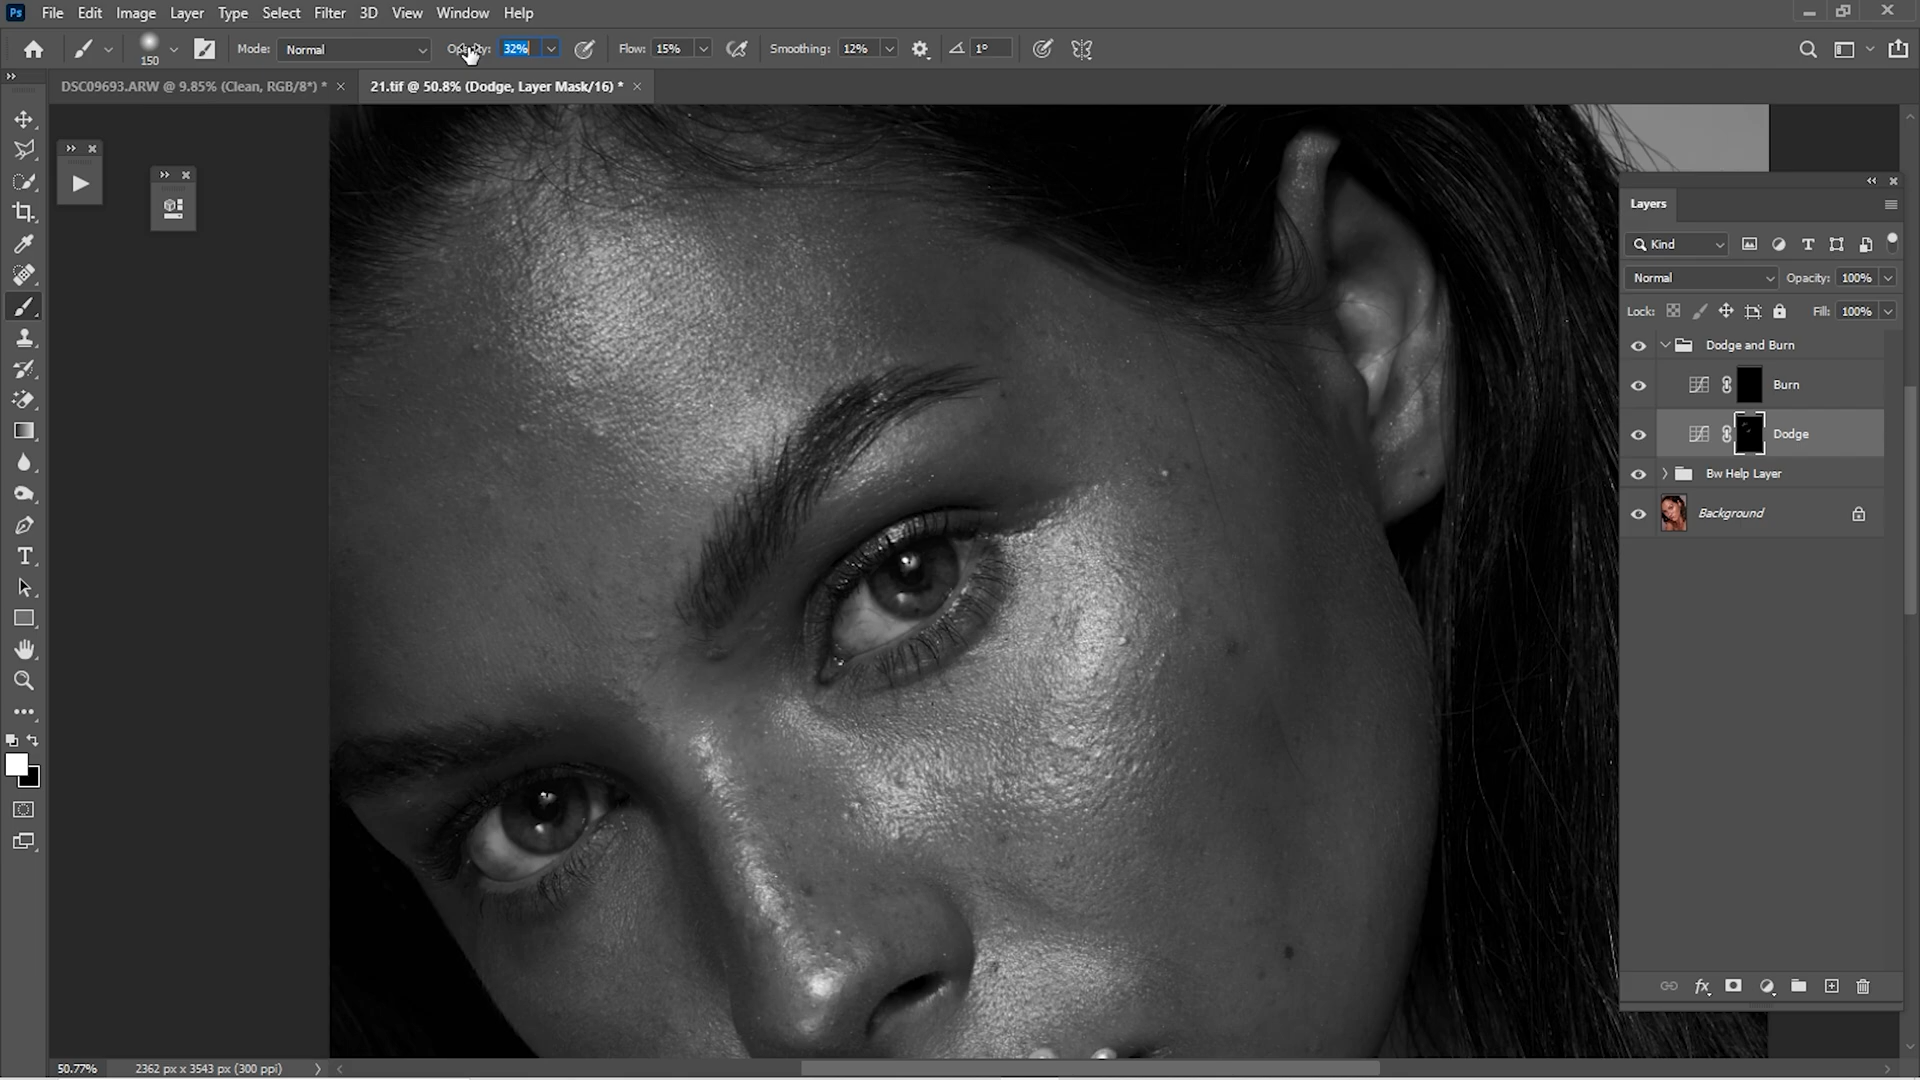 Ps File Edit Image Layer Type Select Filter 3D View Window Help
150 Mode: Normal Opacity: 32% Flow: 15% Smoothing: 12% 1°
DSC09693.ARW @ 9.85% (Clean, RGB/8*) * 21.tif @ 50.8% (Dodge, Layer Mask/16) *
Layers
Kind
Normal Opacity: 100%
Lock: Fill: 100%
Dodge and Burn
Burn
Dodge
Bw Help Layer
Background
fx
50.77% 2362 px x 3543 px (300 ppi)